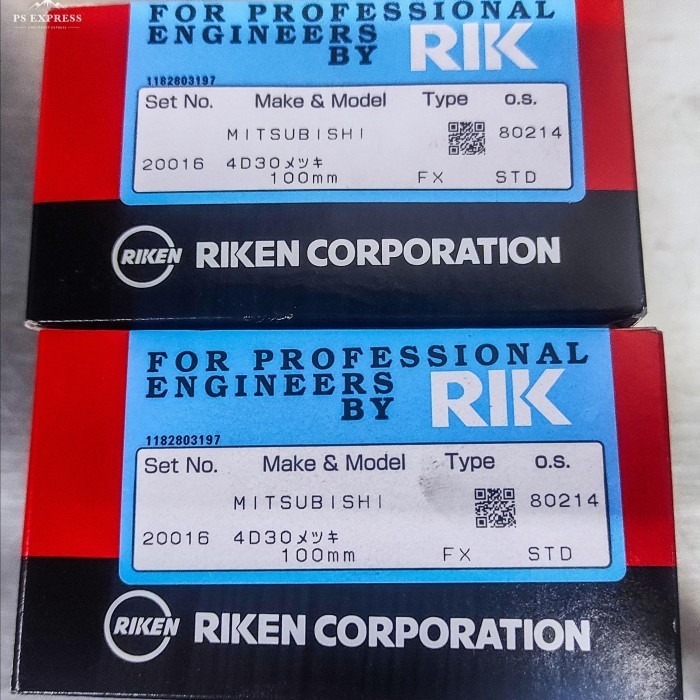 PS EXPRESS
FOR PROFESSIONAL
ENGINEERS
BY RIK
1182803197
Set No. Make & Model Type o.s.
MITSUBISHI 80214
20016 4D30メツキ
100mm FX STD
RIKEN RIKEN CORPORATION
FOR PROFESSIONAL
ENGINEERS
BY RIK
1182803197
Set No. Make & Model Type o.s.
MITSUBISHI 80214
20016 4D30メツキ
100mm FX STD
RIKEN RIKEN CORPORATION